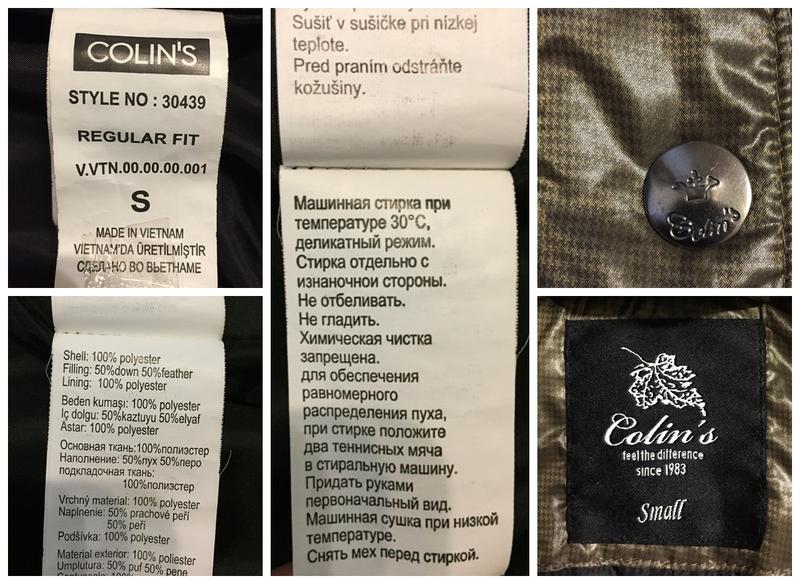 COLIN'S
STYLE NO : 30439
REGULAR FIT
V.VTN.00.00.00.001
S
MADE IN VIETNAM
VIETNAM'DA ÜRETİLMİŞTİR
СДЕЛАНО ВО ВЬЕТНАМЕ
Sušiť v sušičke pri nízkej
teplote.
Pred praním odstráňte
kožušiny.
Машинная стирка при
температуре 30°С,
деликатный режим.
Стирка отдельно с
изнаночной стороны.
Не отбеливать.
Не гладить.
Химическая чистка
запрещена.
для обеспечения
равномерного
распределения пуха,
при стирке положите
два теннисных мяча
в стиральную машину.
Придать руками
первоначальный вид.
Машинная сушка при низкой
температуре.
Снять мех перед стиркой.
Colin's
Shell: 100% polyester
Filling: 50%down 50%feather
Lining: 100% polyester
Beden kumaşı: 100% polyester
İç dolgu: 50%kaztuyu 50%elyaf
Astar: 100% polyester
Основная ткань:100%полиэстер
Наполнение: 50%пух 50%перо
подкладочная ткань:
100%полиэстер
Vrchný material: 100% polyester
Naplnenie: 50% prachové peří
50% peří
Podšívka: 100% polyester
Material exterior: 100% poliester
Umplutura: 50% puf 50% pene
Colin's
feel the difference
since 1983
Small